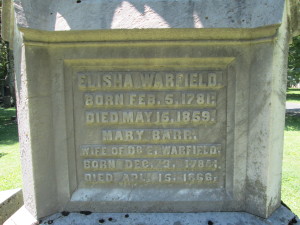 ELISHA WARFIELD.
BORN FEB. 5, 1781;
DIED MAY 15, 1859.
MARY BARR;
WIFE OF DR E. WARFIELD.
BORN DEC. 2, 1784;
DIED APL. 15, 1868.